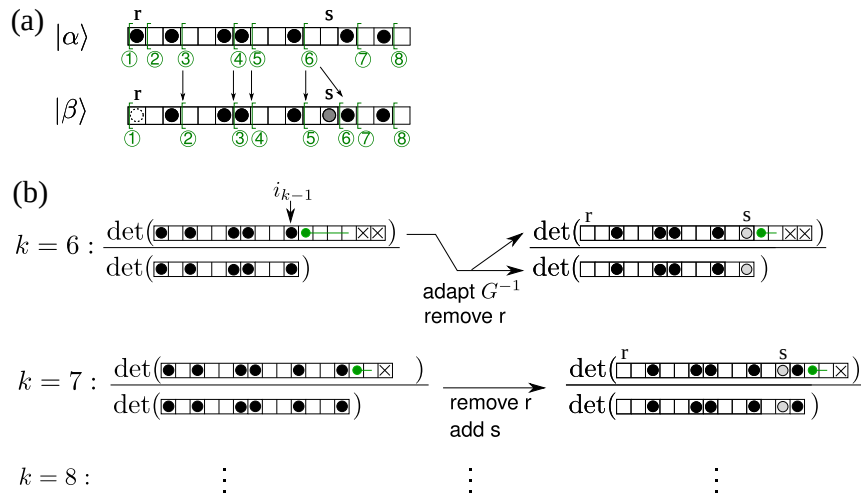 (a)
r s
|α⟩
① ② ③ ④ ⑤ ⑥ ⑦ ⑧
r s
|β⟩
① ② ③ ④ ⑤ ⑥ ⑦ ⑧
(b)
i_{k−1}
k = 6 : det( ) det( )
r s
det( ) det( )
adapt G^{−1}
remove r
k = 7 : det( ) det( )
r s
det( ) det( )
remove r
add s
k = 8 : ⋮ ⋮ ⋮